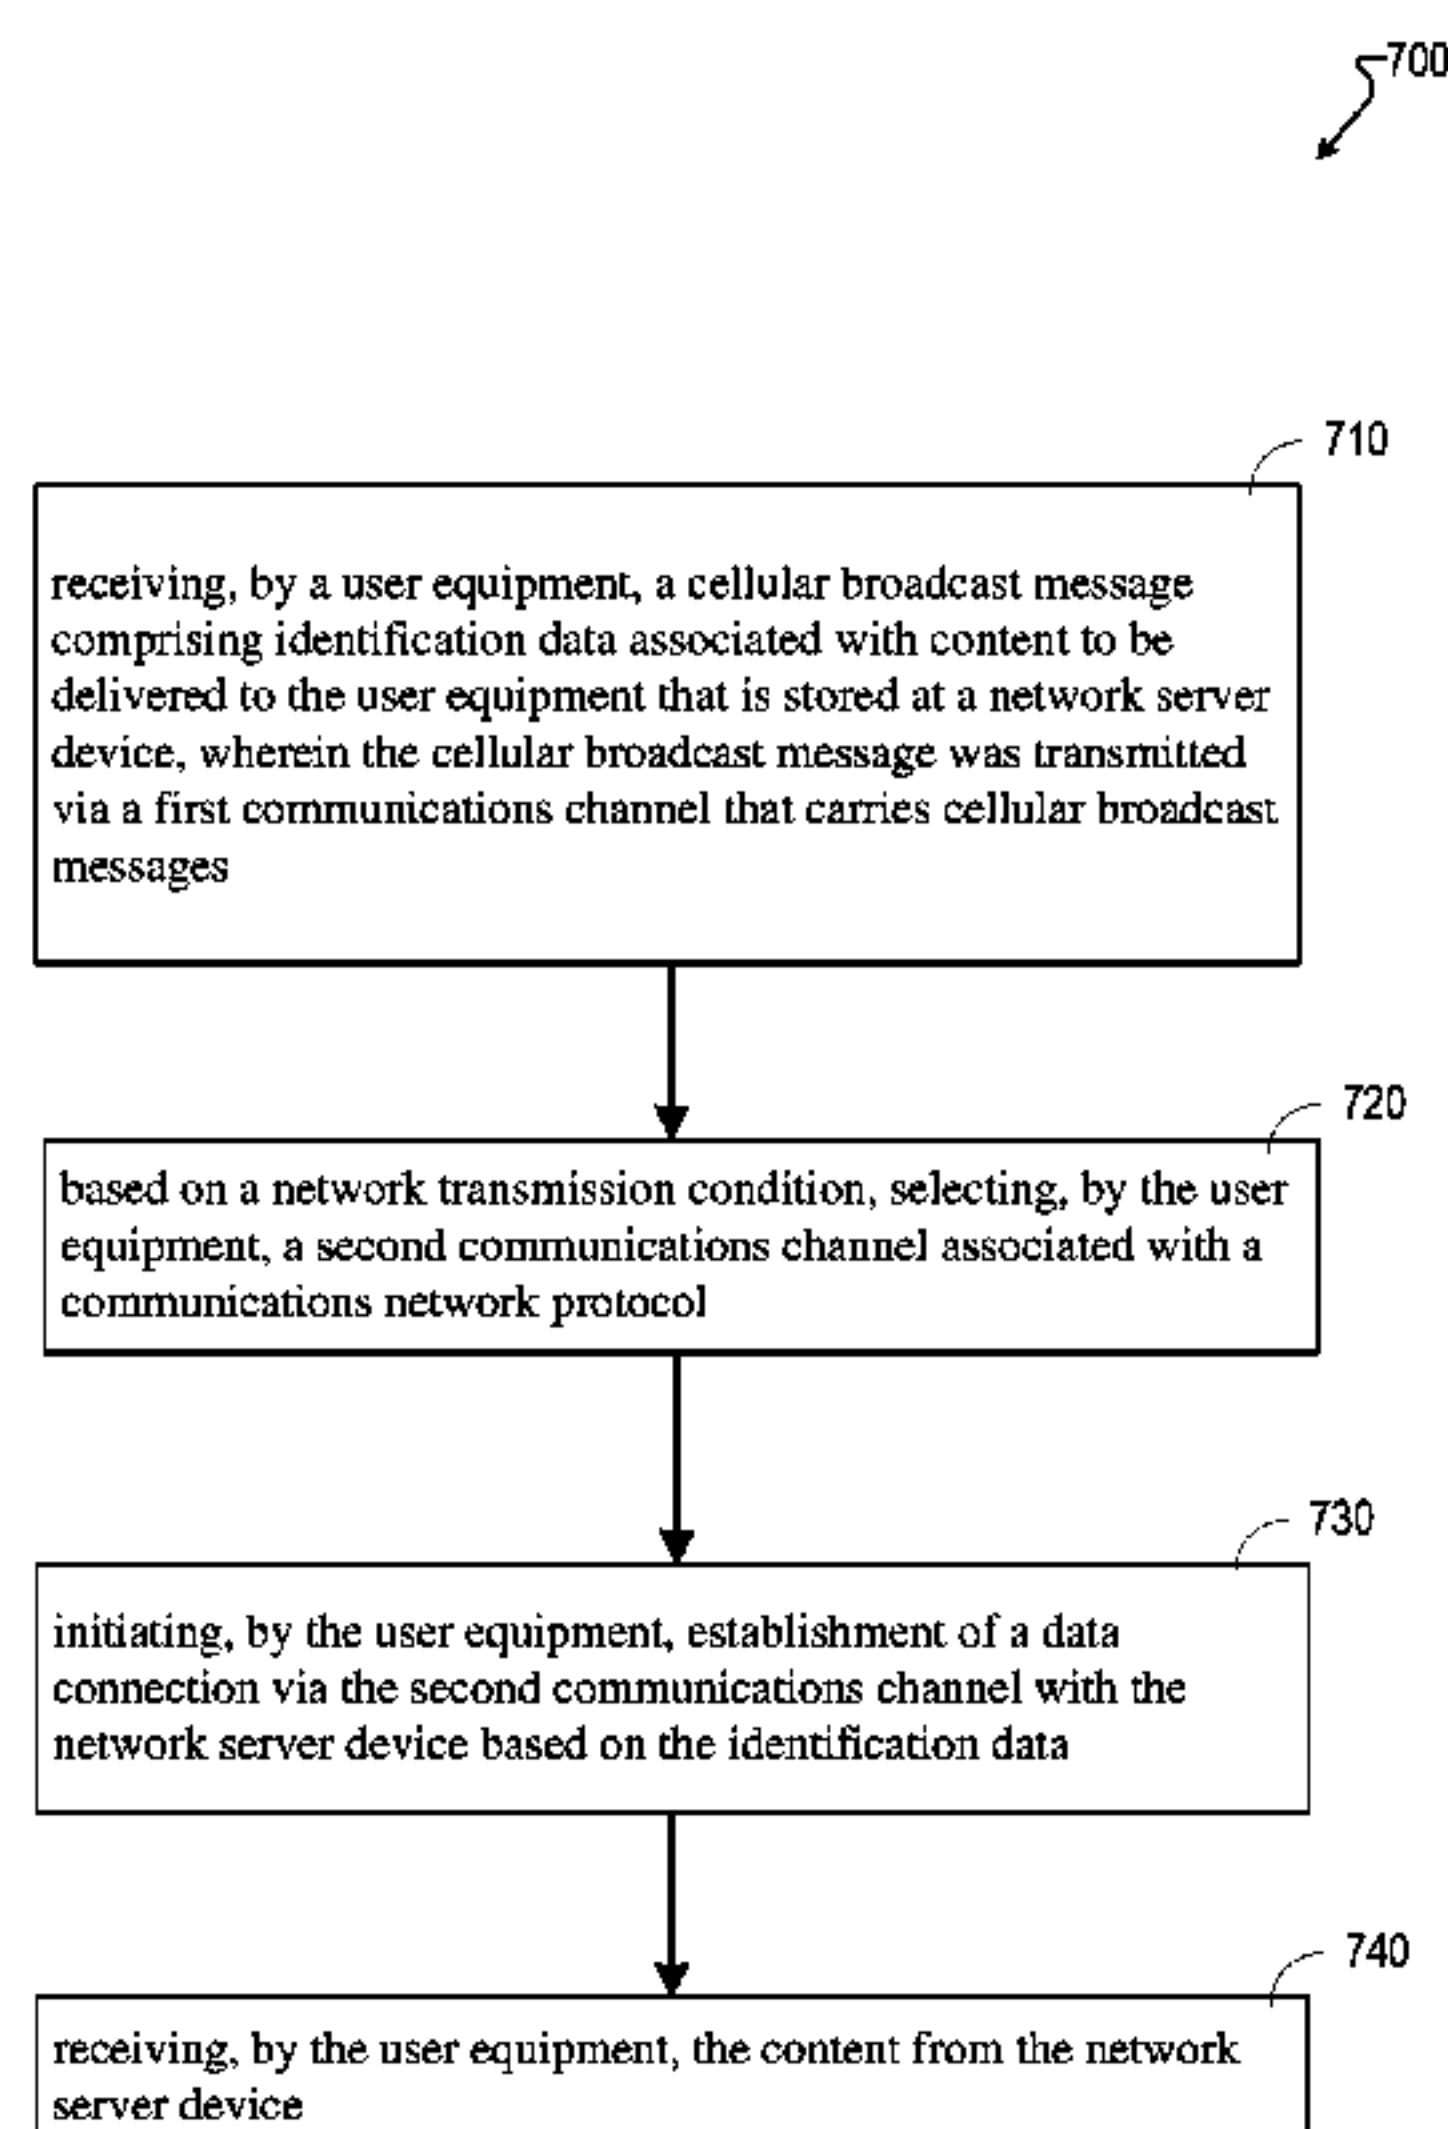 700
710
receiving, by a user equipment, a cellular broadcast message
comprising identification data associated with content to be
delivered to the user equipment that is stored at a network server
device, wherein the cellular broadcast message was transmitted
via a first communications channel that carries cellular broadcast
messages
720
based on a network transmission condition, selecting, by the user
equipment, a second communications channel associated with a
communications network protocol
730
initiating, by the user equipment, establishment of a data
connection via the second communications channel with the
network server device based on the identification data
740
receiving, by the user equipment, the content from the network
server device